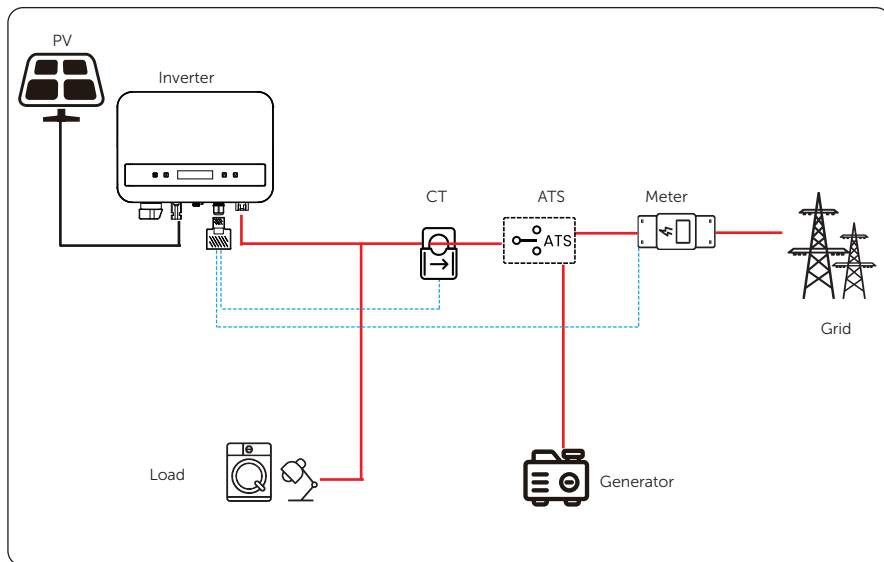 PV
Inverter
CT
ATS
Meter
ATS
Grid
Load
Generator